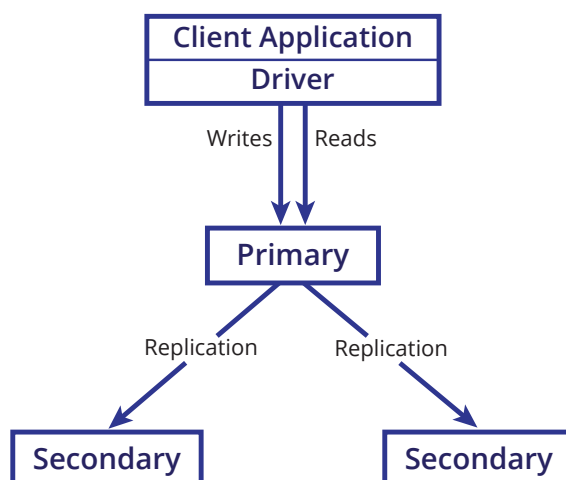 Client Application
Driver
Writes Reads
Primary
Replication Replication
Secondary Secondary